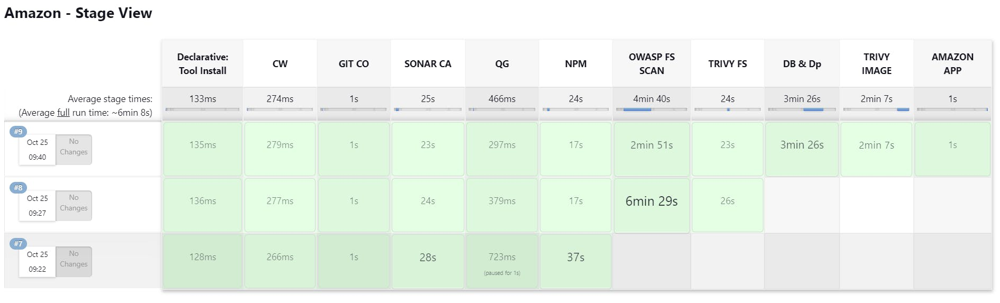 Amazon - Stage View
Declarative: Tool Install CW GIT CO SONAR CA QG NPM OWASP FS SCAN TRIVY FS DB & Dp TRIVY IMAGE AMAZON APP
Average stage times: 133ms 274ms 1s 25s 466ms 24s 4min 40s 24s 3min 26s 2min 7s 1s
(Average full run time: ~6min 8s)
#9
Oct 25 No Changes
09:40
135ms 279ms 1s 23s 297ms 17s 2min 51s 23s 3min 26s 2min 7s 1s
#8
Oct 25 No Changes
09:27
136ms 277ms 1s 24s 379ms 17s 6min 29s 26s
#7
Oct 25 No Changes
09:22
128ms 266ms 1s 28s 723ms 37s
(paused for 1s)